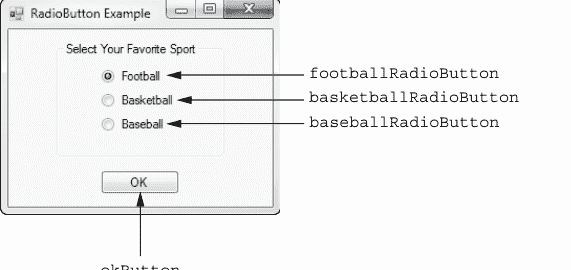 RadioButton Example
Select Your Favorite Sport
Football footballRadioButton
Basketball basketballRadioButton
Baseball baseballRadioButton
OK
okButton